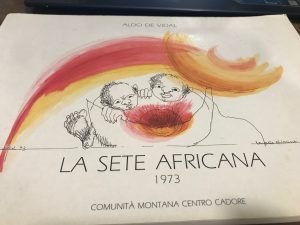 ALDO DE VIDAL
LA SETE AFRICANA
1973
COMUNITÀ MONTANA CENTRO CADORE